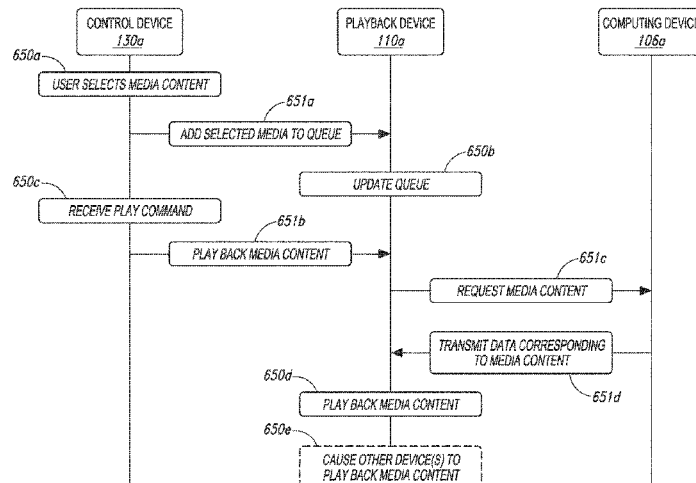 CONTROL DEVICE
130a
PLAYBACK DEVICE
110a
COMPUTING DEVICE
106a
650a
USER SELECTS MEDIA CONTENT
651a
ADD SELECTED MEDIA TO QUEUE
650b
UPDATE QUEUE
650c
RECEIVE PLAY COMMAND
651b
PLAY BACK MEDIA CONTENT
651c
REQUEST MEDIA CONTENT
TRANSMIT DATA CORRESPONDING
TO MEDIA CONTENT
651d
650d
PLAY BACK MEDIA CONTENT
650e
CAUSE OTHER DEVICE(S) TO
PLAY BACK MEDIA CONTENT